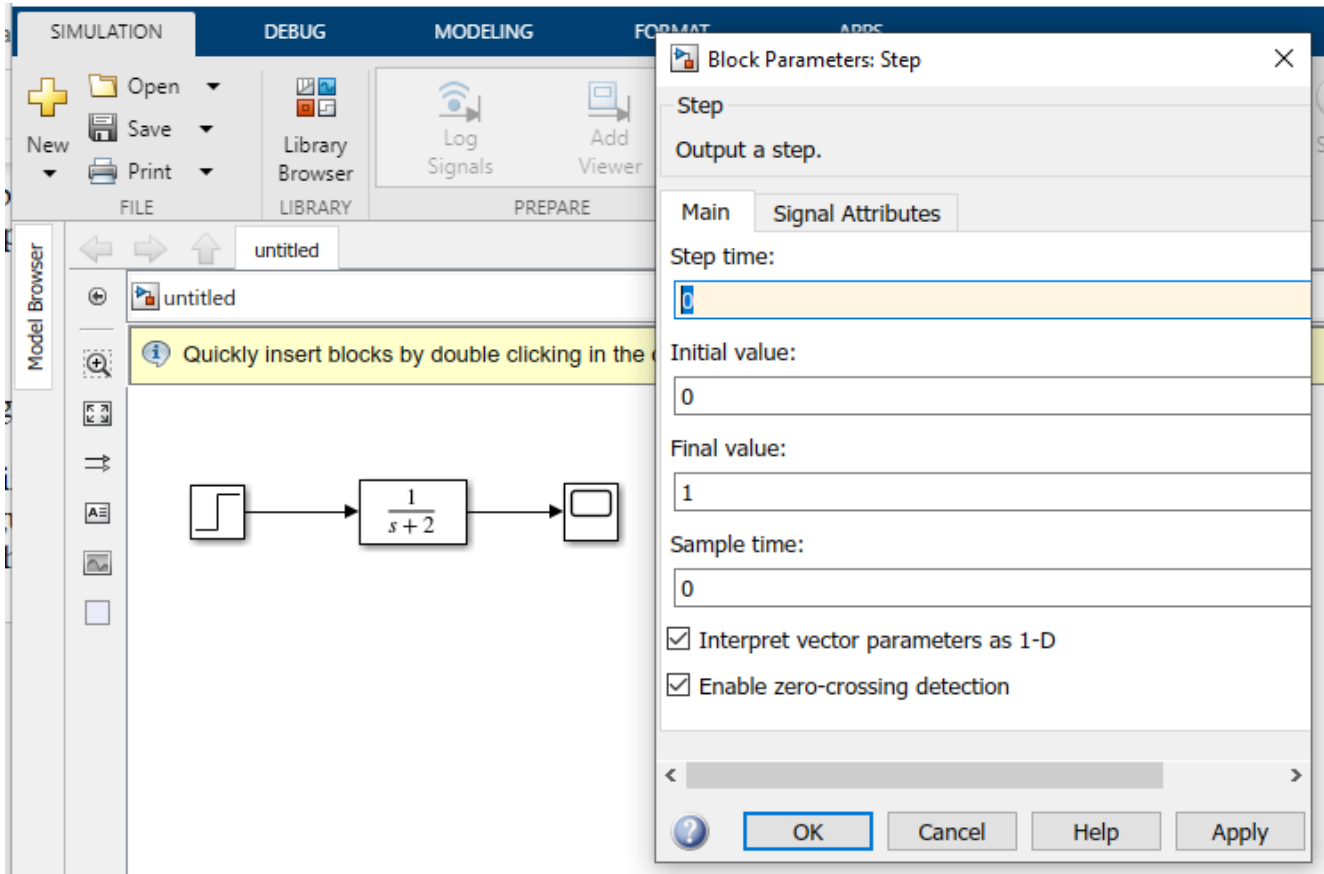 SIMULATION DEBUG MODELING FORMAT APPS
New
Open
Save
Print
FILE
Library
Browser
LIBRARY
Log
Signals
Add
Viewer
PREPARE
Model Browser
untitled
untitled
Quickly insert blocks by double clicking in the
1
s + 2
Block Parameters: Step
Step
Output a step.
Main Signal Attributes
Step time:
0
Initial value:
0
Final value:
1
Sample time:
0
Interpret vector parameters as 1-D
Enable zero-crossing detection
OK Cancel Help Apply